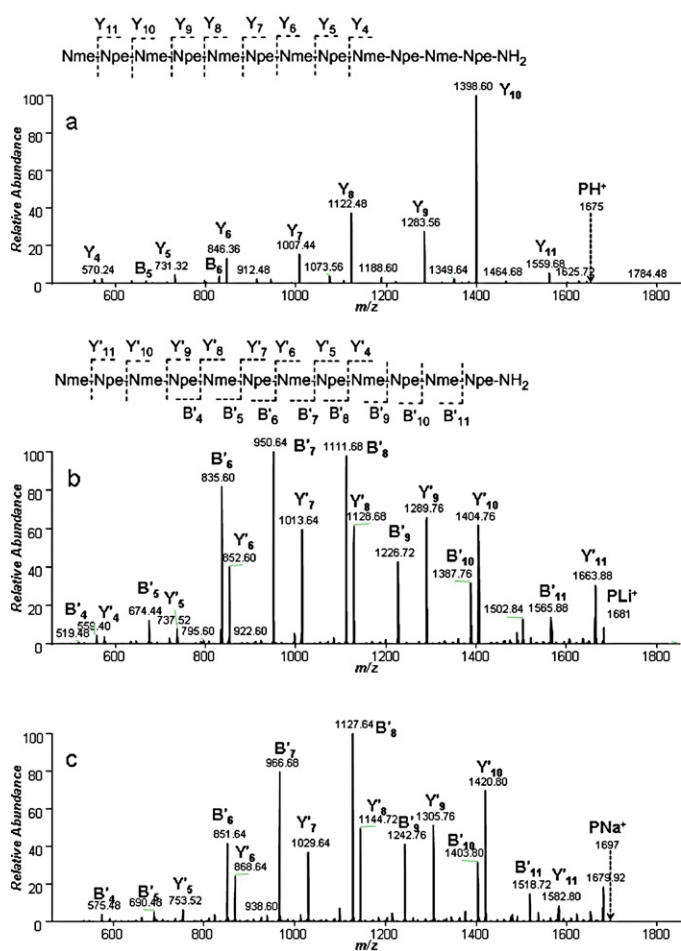 Y11 Y10 Y9 Y8 Y7 Y6 Y5 Y4
Nme-Npe-Nme-Npe-Nme-Npe-Nme-Npe-Nme-Npe-Nme-Npe-NH2
a
Relative Abundance
100
80
60
40
20
0
Y4
570.24
B5
Y5
731.32
B6
Y6
846.36
912.48
Y7
1007.44
1073.56
Y8
1122.48
1188.60
Y9
1283.56
1349.64
1398.60 Y10
1464.68
Y11
1559.68
1625.72
PH+
1675
1784.48
600 800 1000 1200 1400 1600 1800
m/z
Y'11 Y'10 Y'9 Y'8 Y'7 Y'6 Y'5 Y'4
Nme-Npe-Nme-Npe-Nme-Npe-Nme-Npe-Nme-Npe-Nme-Npe-NH2
B'4 B'5 B'6 B'7 B'8 B'9 B'10 B'11
b
Relative Abundance
100
80
60
40
20
0
B'4
519.48
Y'4
559.40
B'5
674.44
Y'5
737.52
795.60
B'6
835.60
Y'6
852.60
922.60
950.64
B'7
Y'7
1013.64
1111.68 B'8
Y'8
1128.68
B'9
1226.72
Y'9
1289.76
B'10
1387.76
Y'10
1404.76
1502.84
B'11
1565.88
Y'11
1663.88
PLi+
1681
600 800 1000 1200 1400 1600 1800
m/z
c
Relative Abundance
100
80
60
40
20
0
B'4
575.48
B'5
690.48
Y'5
753.52
B'6
851.64
Y'6
868.64
938.60
B'7
966.68
Y'7
1029.64
1127.64 B'8
Y'8
1144.72
B'9
1242.76
Y'9
1305.76
B'10
1403.80
Y'10
1420.80
B'11
1518.72
Y'11
1582.80
PNa+
1697
1679.92
600 800 1000 1200 1400 1600 1800
m/z